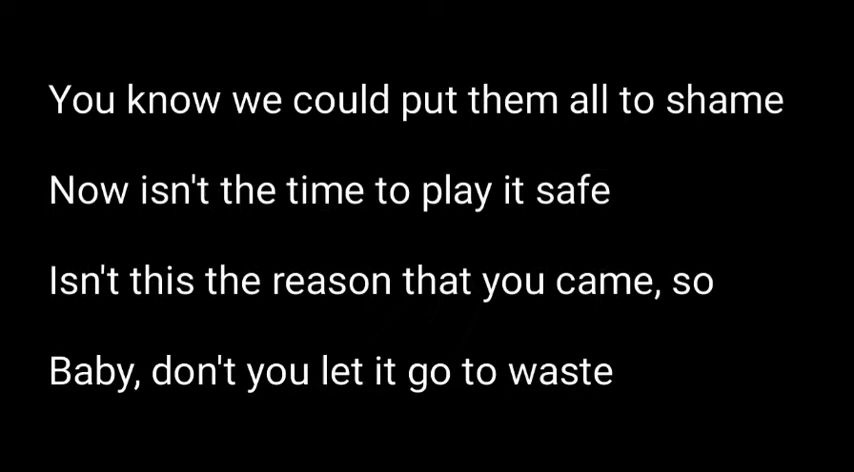 You know we could put them all to shame
Now isn't the time to play it safe
Isn't this the reason that you came, so
Baby, don't you let it go to waste